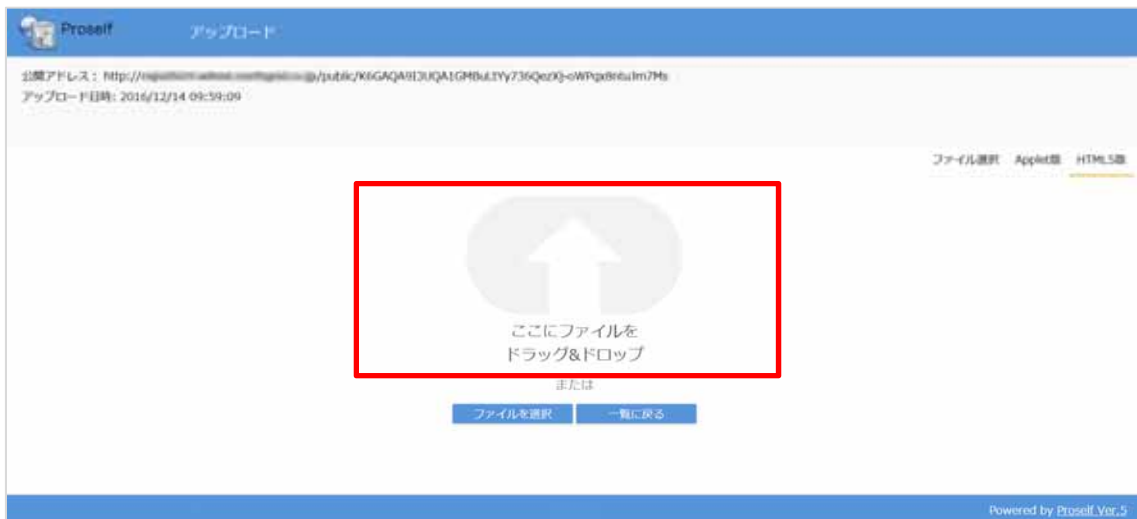 Proself
アップロード
公開アドレス: http://
/public/
アップロード日時: 2016/12/14 09:59:09
ファイル選択 Applet版 HTML5版
ここにファイルを
ドラッグ&ドロップ
または
ファイルを選択
一覧に戻る
Powered by Proself Ver.5